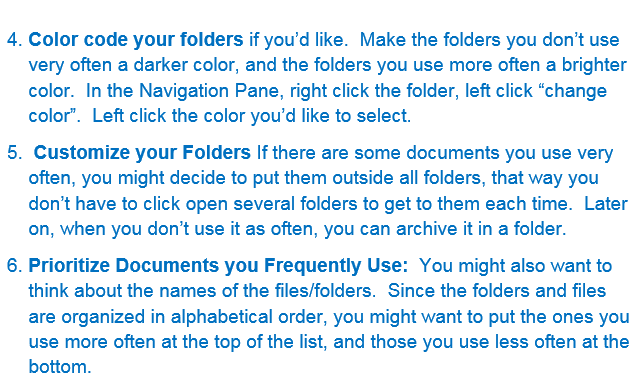 4. Color code your folders if you’d like.  Make the folders you don’t use
very often a darker color, and the folders you use more often a brighter
color.  In the Navigation Pane, right click the folder, left click “change
color”.  Left click the color you’d like to select.
5.  Customize your Folders If there are some documents you use very
often, you might decide to put them outside all folders, that way you
don’t have to click open several folders to get to them each time.  Later
on, when you don’t use it as often, you can archive it in a folder.
6. Prioritize Documents you Frequently Use:  You might also want to
think about the names of the files/folders.  Since the folders and files
are organized in alphabetical order, you might want to put the ones you
use more often at the top of the list, and those you use less often at the
bottom.